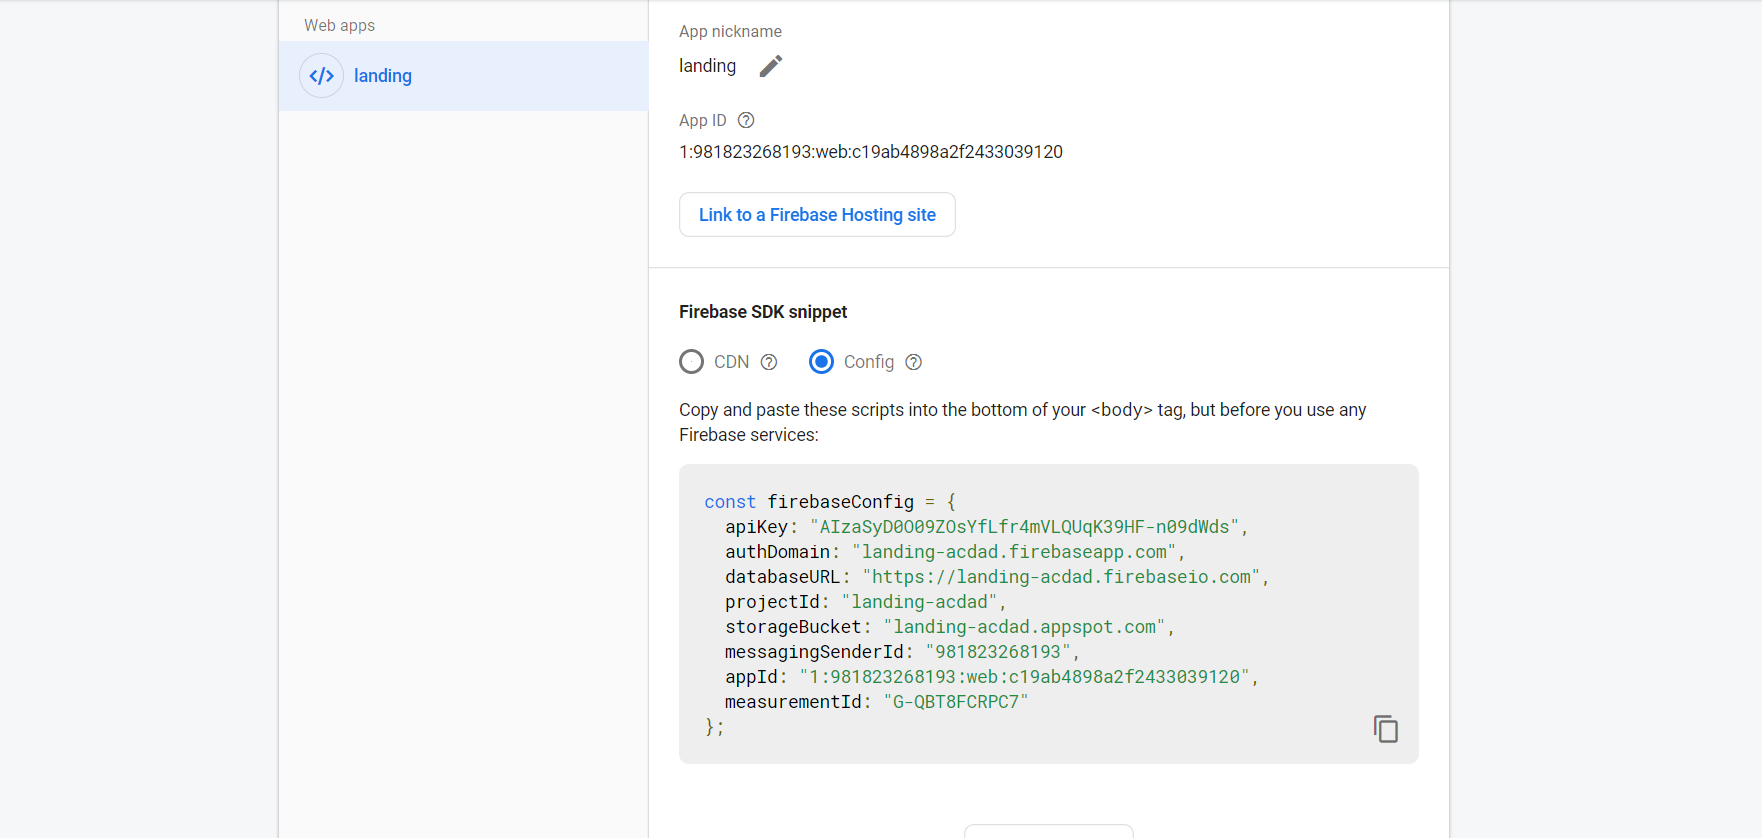 Web apps
</> landing
App nickname
landing
App ID
1:981823268193:web:c19ab4898a2f2433039120
Link to a Firebase Hosting site
Firebase SDK snippet
CDN Config
Copy and paste these scripts into the bottom of your <body> tag, but before you use any
Firebase services:
const firebaseConfig = {
  apiKey: "AIzaSyD0O09ZOsYfLfr4mVLQUqK39HF-n09dWds",
  authDomain: "landing-acdad.firebaseapp.com",
  databaseURL: "https://landing-acdad.firebaseio.com",
  projectId: "landing-acdad",
  storageBucket: "landing-acdad.appspot.com",
  messagingSenderId: "981823268193",
  appId: "1:981823268193:web:c19ab4898a2f2433039120",
  measurementId: "G-QBT8FCRPC7"
};